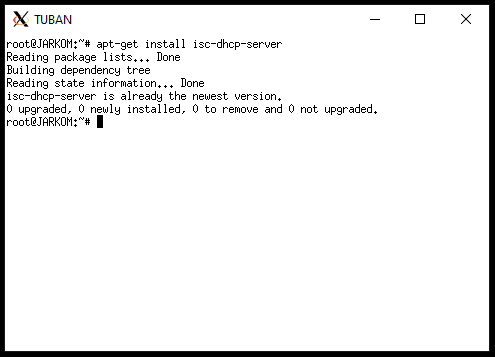 TUBAN
root@JARKOM:~# apt-get install isc-dhcp-server
Reading package lists... Done
Building dependency tree
Reading state information... Done
isc-dhcp-server is already the newest version.
0 upgraded, 0 newly installed, 0 to remove and 0 not upgraded.
root@JARKOM:~#